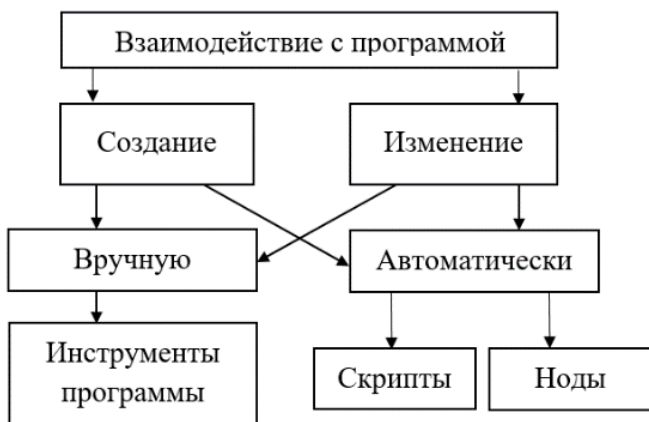 Взаимодействие с программой
Создание
Изменение
Вручную
Автоматически
Инструменты
программы
Скрипты
Ноды